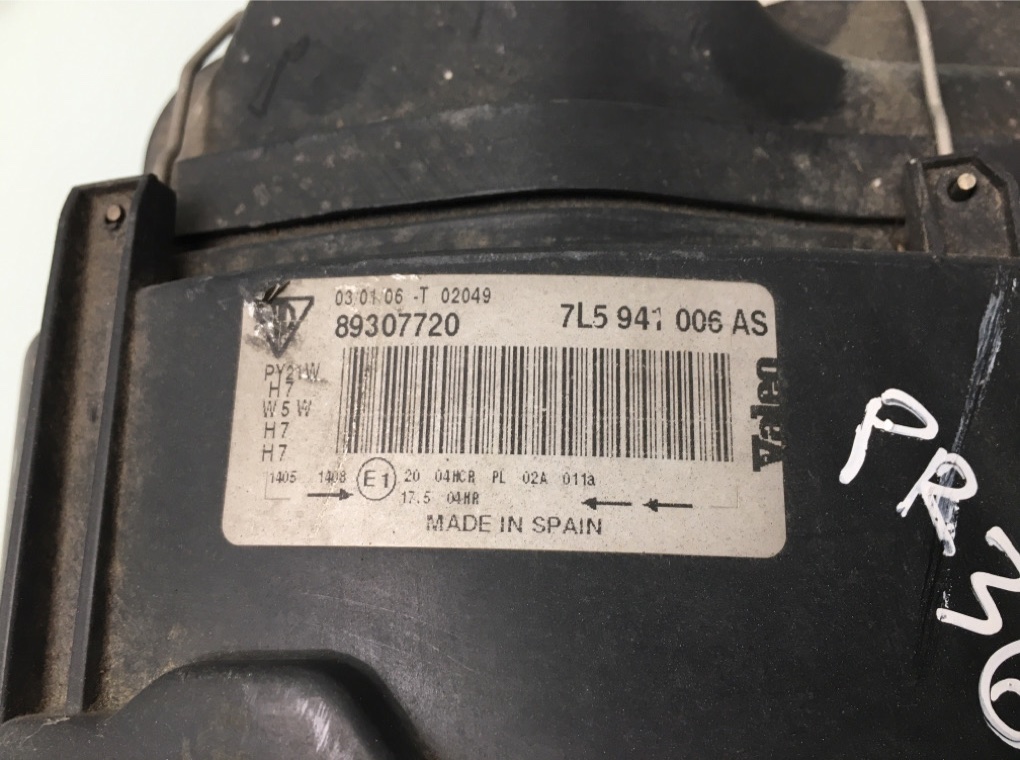 03.01.06 -T 02049
89307720 7L5 941 006 AS
Valeo
PY21W
H7
W5W
H7
H7
1405 1408 E1 20 04HCR PL 02A 011a
17.5 04HR
MADE IN SPAIN
PR